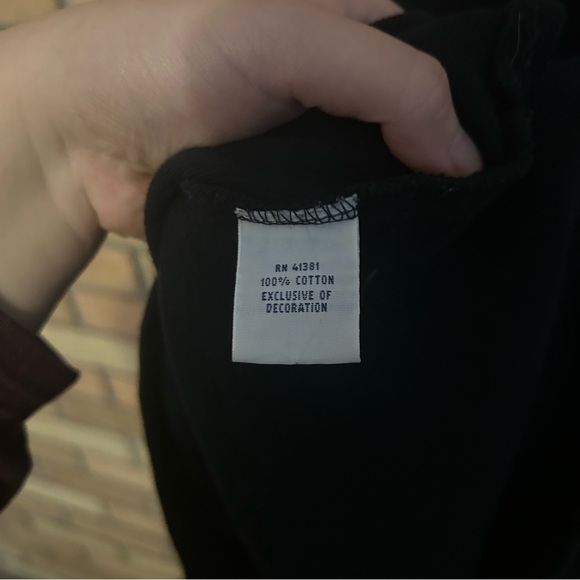 RN 41381
100% COTTON
EXCLUSIVE OF
DECORATION